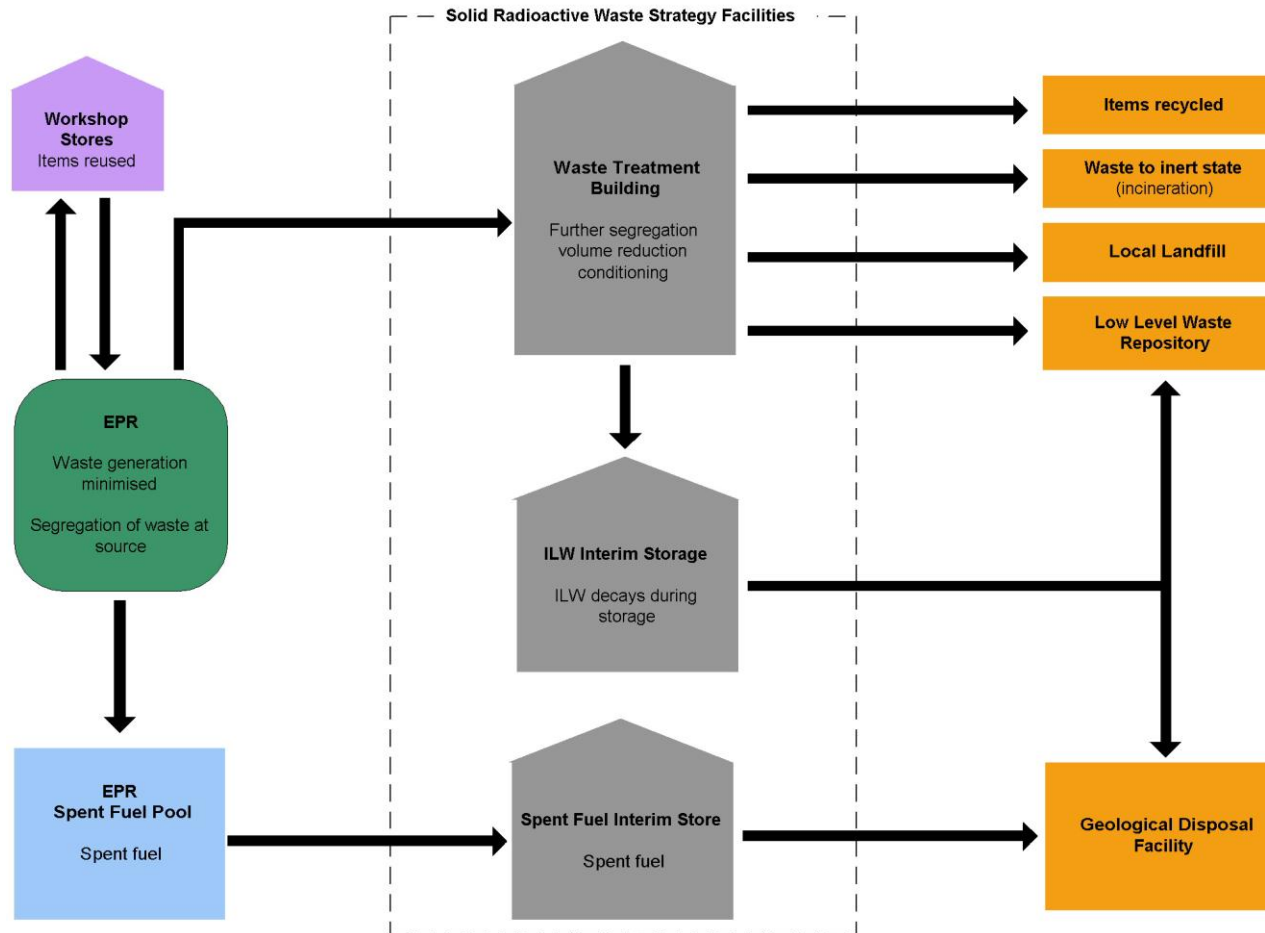 Solid Radioactive Waste Strategy Facilities
Workshop
Stores
Items reused
EPR
Waste generation
minimised
Segregation of waste at
source
EPR
Spent Fuel Pool
Spent fuel
Waste Treatment
Building
Further segregation
volume reduction
conditioning
ILW Interim Storage
ILW decays during
storage
Spent Fuel Interim Store
Spent fuel
Items recycled
Waste to inert state
(incineration)
Local Landfill
Low Level Waste
Repository
Geological Disposal
Facility